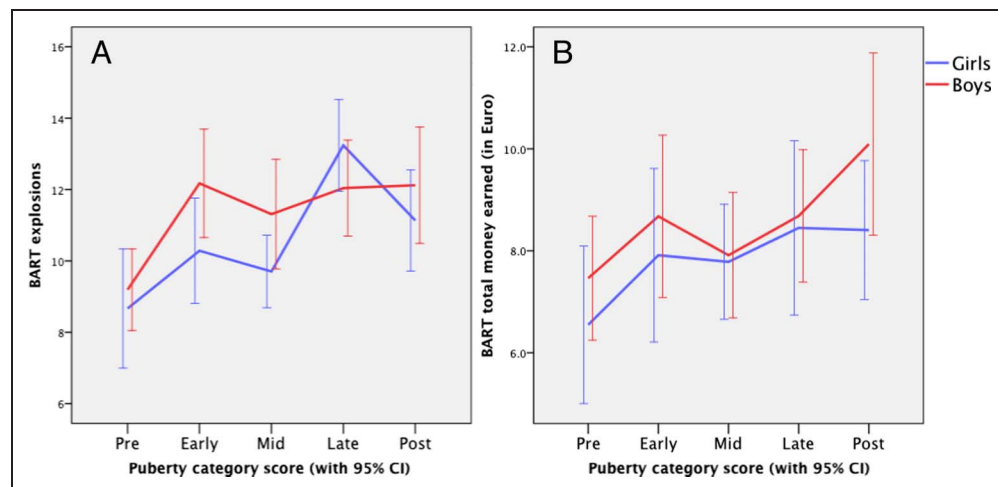 A
BART explosions
16
14
12
10
8
6
Pre Early Mid Late Post
Puberty category score (with 95% CI)
B
BART total money earned (in Euro)
12.0
10.0
8.0
6.0
Pre Early Mid Late Post
Puberty category score (with 95% CI)
Girls
Boys